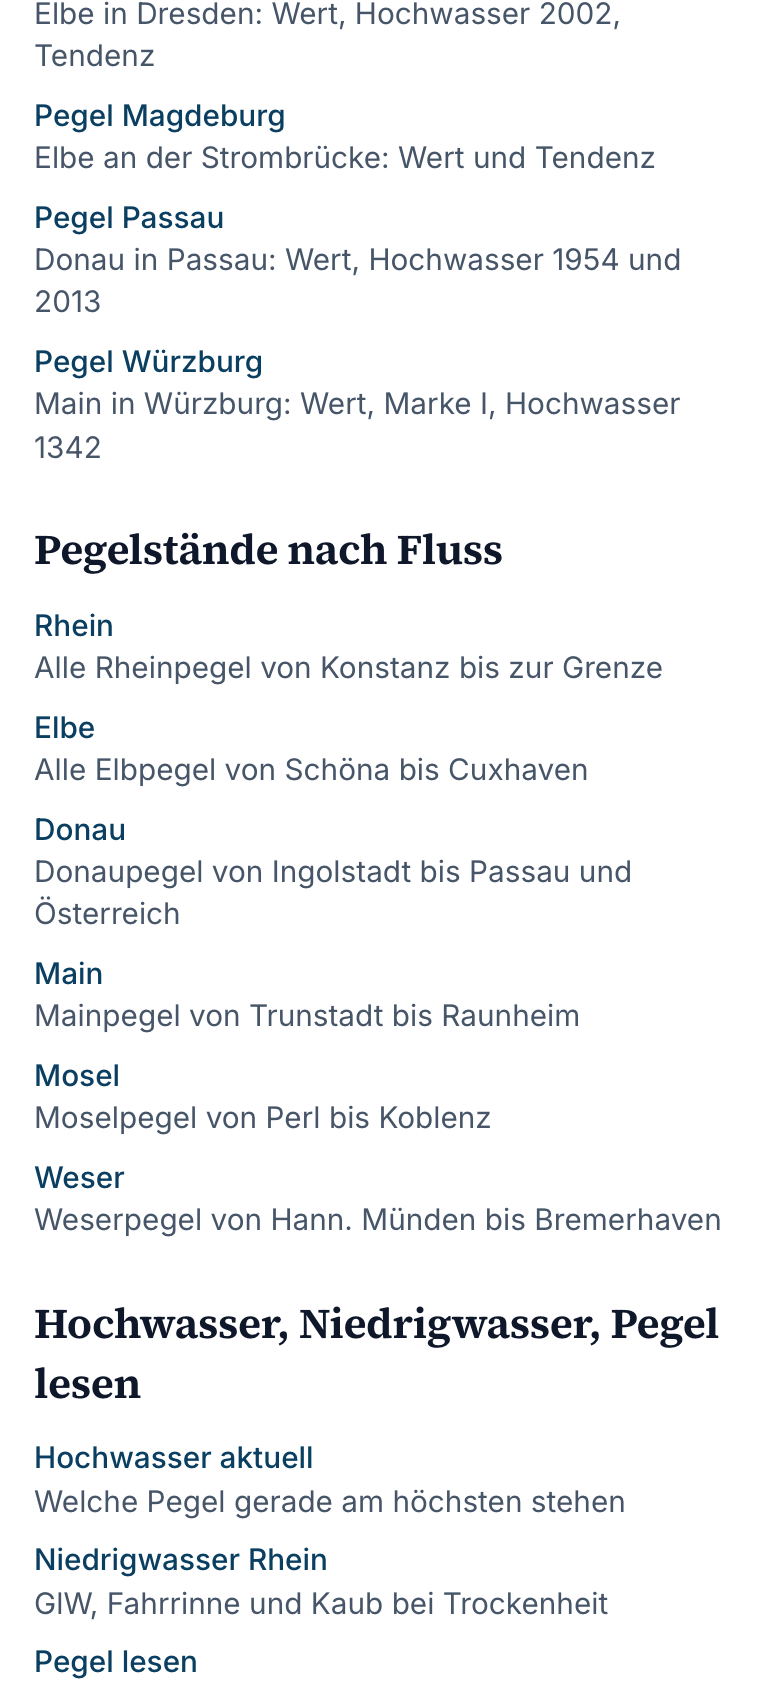 Elbe in Dresden: Wert, Hochwasser 2002,
Tendenz
Pegel Magdeburg
Elbe an der Strombrücke: Wert und Tendenz
Pegel Passau
Donau in Passau: Wert, Hochwasser 1954 und
2013
Pegel Würzburg
Main in Würzburg: Wert, Marke I, Hochwasser
1342
Pegelstände nach Fluss
Rhein
Alle Rheinpegel von Konstanz bis zur Grenze
Elbe
Alle Elbpegel von Schöna bis Cuxhaven
Donau
Donaupegel von Ingolstadt bis Passau und
Österreich
Main
Mainpegel von Trunstadt bis Raunheim
Mosel
Moselpegel von Perl bis Koblenz
Weser
Weserpegel von Hann. Münden bis Bremerhaven
Hochwasser, Niedrigwasser, Pegel
lesen
Hochwasser aktuell
Welche Pegel gerade am höchsten stehen
Niedrigwasser Rhein
GlW, Fahrrinne und Kaub bei Trockenheit
Pegel lesen